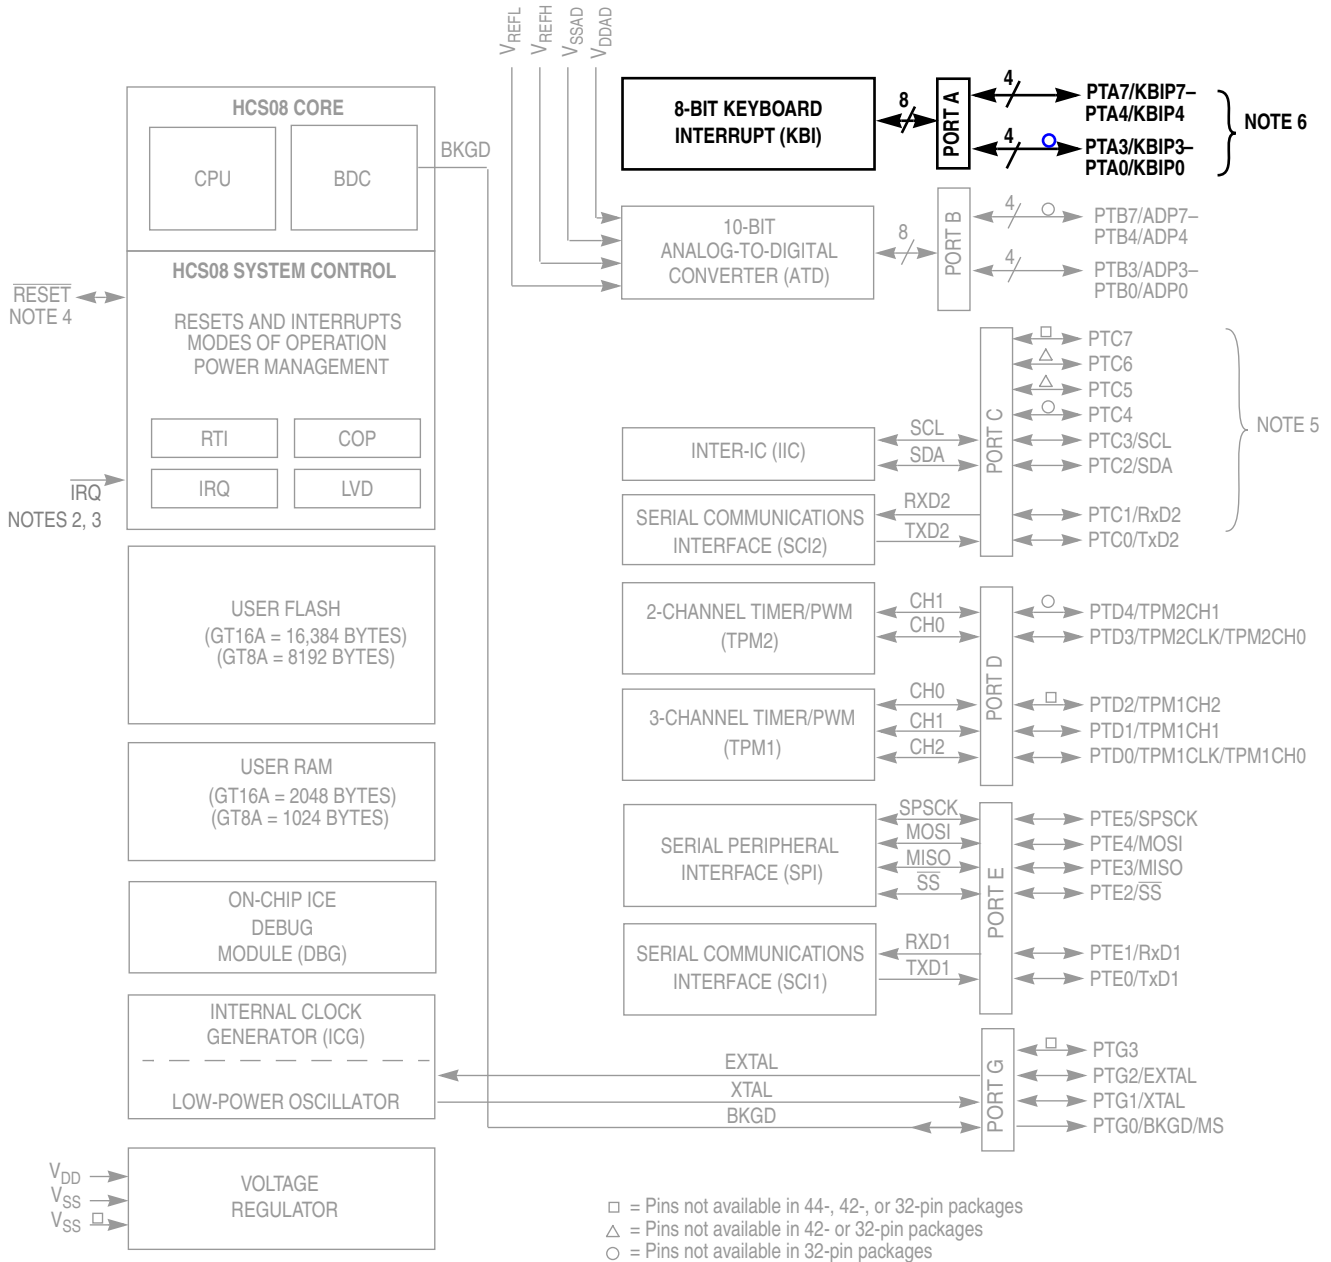 VREFL
VREFH
VSSAD
VDDAD
HCS08 CORE
CPU
BDC
BKGD
HCS08 SYSTEM CONTROL
RESET
NOTE 4
RESETS AND INTERRUPTS
MODES OF OPERATION
POWER MANAGEMENT
RTI
COP
IRQ
LVD
IRQ
NOTES 2, 3
USER FLASH
(GT16A = 16,384 BYTES)
(GT8A = 8192 BYTES)
USER RAM
(GT16A = 2048 BYTES)
(GT8A = 1024 BYTES)
ON-CHIP ICE
DEBUG
MODULE (DBG)
INTERNAL CLOCK
GENERATOR (ICG)
LOW-POWER OSCILLATOR
VDD
VSS
VSS
VOLTAGE
REGULATOR
8-BIT KEYBOARD
INTERRUPT (KBI)
8
PORT A
4
PTA7/KBIP7–
PTA4/KBIP4
4
PTA3/KBIP3–
PTA0/KBIP0
NOTE 6
10-BIT
ANALOG-TO-DIGITAL
CONVERTER (ATD)
8
PORT B
4
PTB7/ADP7–
PTB4/ADP4
4
PTB3/ADP3–
PTB0/ADP0
INTER-IC (IIC)
SCL
SDA
SERIAL COMMUNICATIONS
INTERFACE (SCI2)
RXD2
TXD2
PORT C
PTC7
PTC6
PTC5
PTC4
PTC3/SCL
PTC2/SDA
PTC1/RxD2
PTC0/TxD2
NOTE 5
2-CHANNEL TIMER/PWM
(TPM2)
CH1
CH0
3-CHANNEL TIMER/PWM
(TPM1)
CH0
CH1
CH2
PORT D
PTD4/TPM2CH1
PTD3/TPM2CLK/TPM2CH0
PTD2/TPM1CH2
PTD1/TPM1CH1
PTD0/TPM1CLK/TPM1CH0
SERIAL PERIPHERAL
INTERFACE (SPI)
SPSCK
MOSI
MISO
SS
SERIAL COMMUNICATIONS
INTERFACE (SCI1)
RXD1
TXD1
PORT E
PTE5/SPSCK
PTE4/MOSI
PTE3/MISO
PTE2/SS
PTE1/RxD1
PTE0/TxD1
EXTAL
XTAL
BKGD
PORT G
PTG3
PTG2/EXTAL
PTG1/XTAL
PTG0/BKGD/MS
= Pins not available in 44-, 42-, or 32-pin packages
= Pins not available in 42- or 32-pin packages
= Pins not available in 32-pin packages